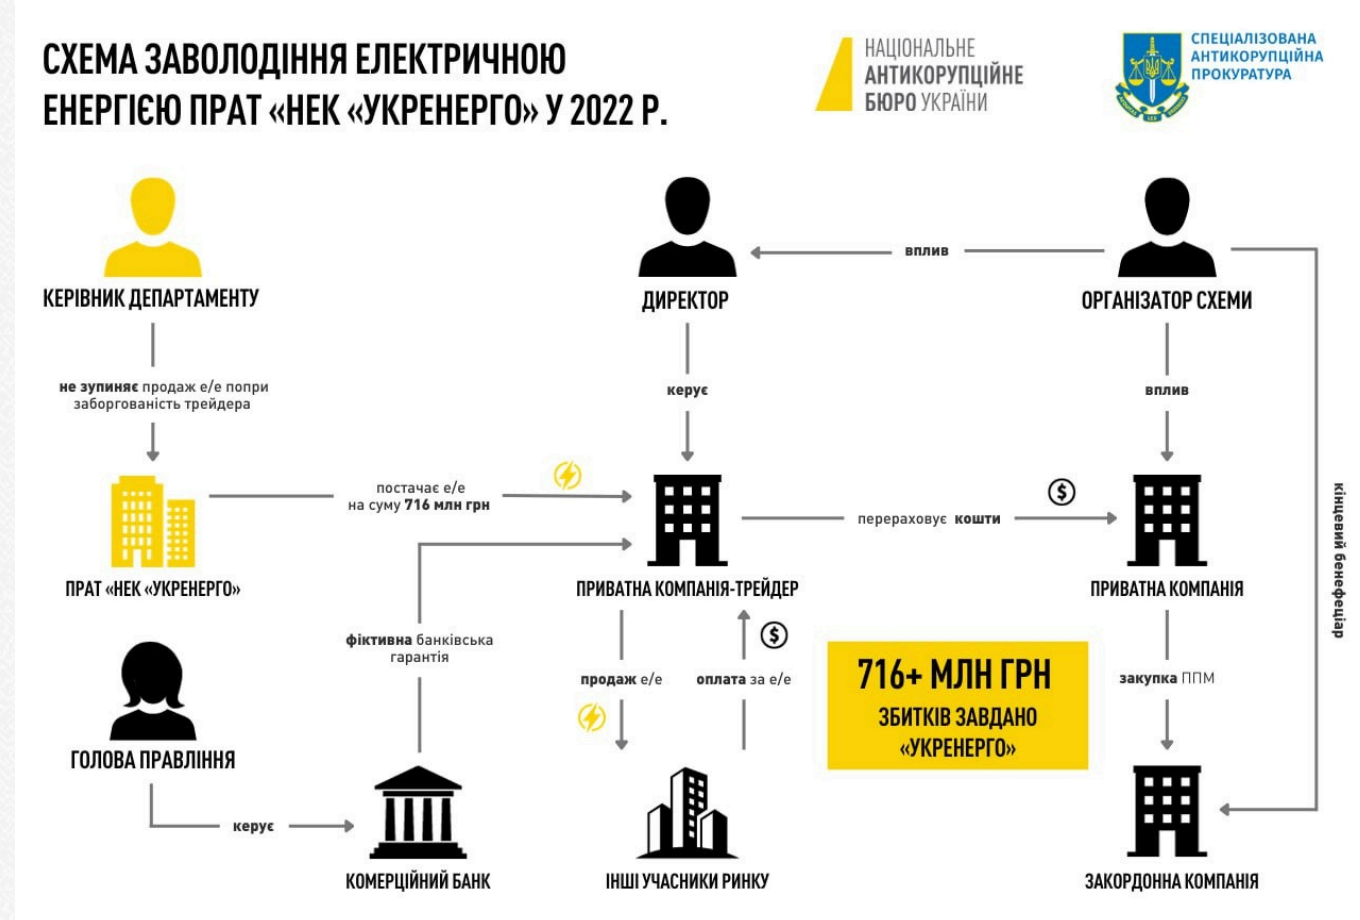 СХЕМА ЗАВОЛОДІННЯ ЕЛЕКТРИЧНОЮ
ЕНЕРГІЄЮ ПРАТ «НЕК «УКРЕНЕРГО» У 2022 Р.
НАЦІОНАЛЬНЕ
АНТИКОРУПЦІЙНЕ
БЮРО УКРАЇНИ
СПЕЦІАЛІЗОВАНА
АНТИКОРУПЦІЙНА
ПРОКУРАТУРА
КЕРІВНИК ДЕПАРТАМЕНТУ
ДИРЕКТОР
вплив
ОРГАНІЗАТОР СХЕМИ
не зупиняє продаж е/е попри
заборгованість трейдера
керує
вплив
постачає е/е
на суму 716 млн грн
перераховує кошти
$
кінцевий бенефеціар
ПРАТ «НЕК «УКРЕНЕРГО»
ПРИВАТНА КОМПАНІЯ-ТРЕЙДЕР
ПРИВАТНА КОМПАНІЯ
фіктивна банківська
гарантія
продаж е/е
оплата за е/е
$
716+ МЛН ГРН
ЗБИТКІВ ЗАВДАНО
«УКРЕНЕРГО»
закупка ППМ
ГОЛОВА ПРАВЛІННЯ
керує
КОМЕРЦІЙНИЙ БАНК
ІНШІ УЧАСНИКИ РИНКУ
ЗАКОРДОННА КОМПАНІЯ